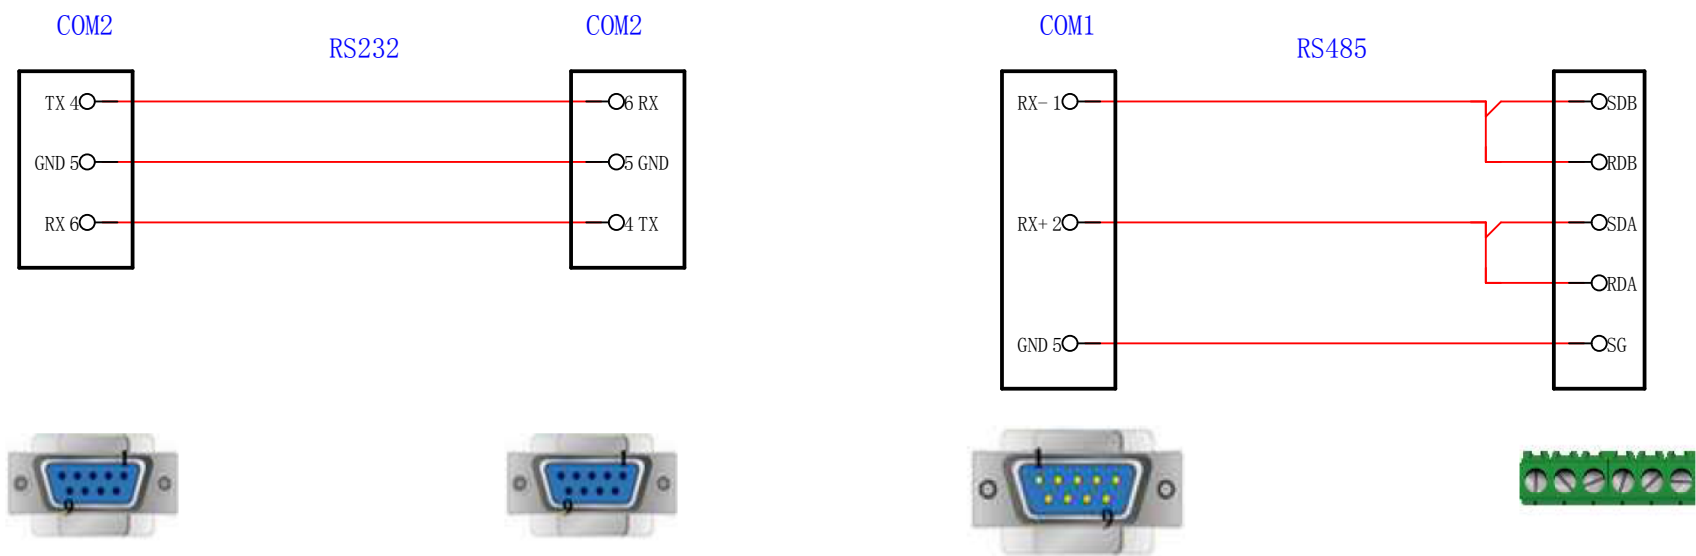 COM2
COM2
RS232
TX 4
6 RX
GND 5
5 GND
RX 6
4 TX
1
9
1
9
COM1
RS485
RX- 1
SDB
RDB
RX+ 2
SDA
RDA
GND 5
SG
1
9